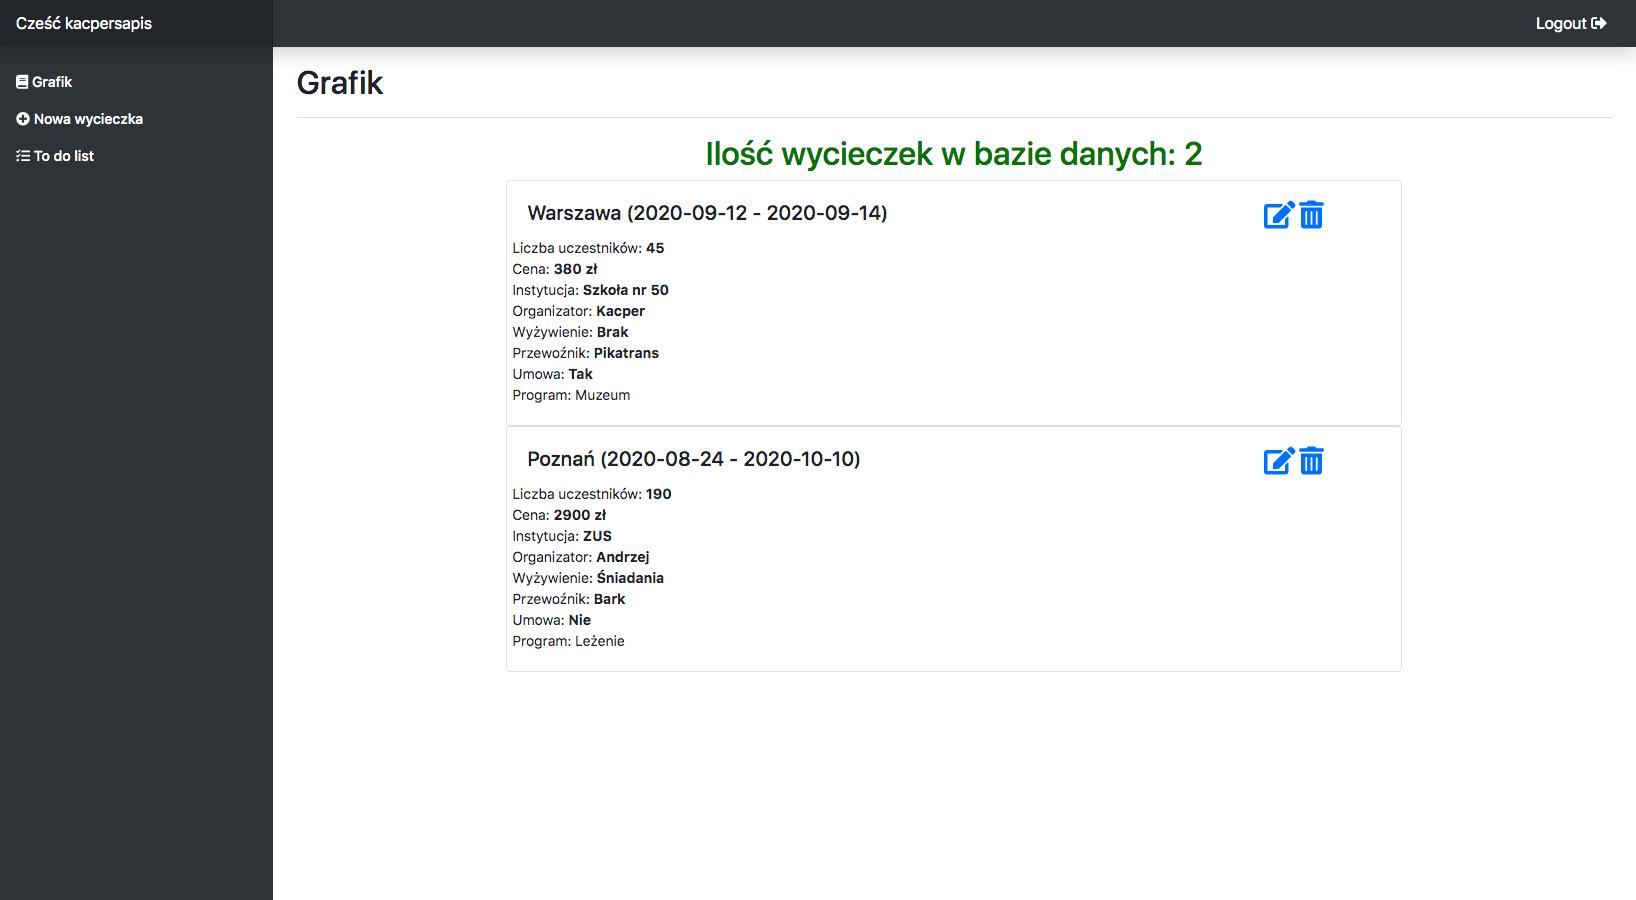 Cześć kacpersapis
Logout
Grafik
Nowa wycieczka
To do list
Grafik
Ilość wycieczek w bazie danych: 2
Warszawa (2020-09-12 - 2020-09-14)
Liczba uczestników: 45
Cena: 380 zł
Instytucja: Szkoła nr 50
Organizator: Kacper
Wyżywienie: Brak
Przewoźnik: Pikatrans
Umowa: Tak
Program: Muzeum
Poznań (2020-08-24 - 2020-10-10)
Liczba uczestników: 190
Cena: 2900 zł
Instytucja: ZUS
Organizator: Andrzej
Wyżywienie: Śniadania
Przewoźnik: Bark
Umowa: Nie
Program: Leżenie